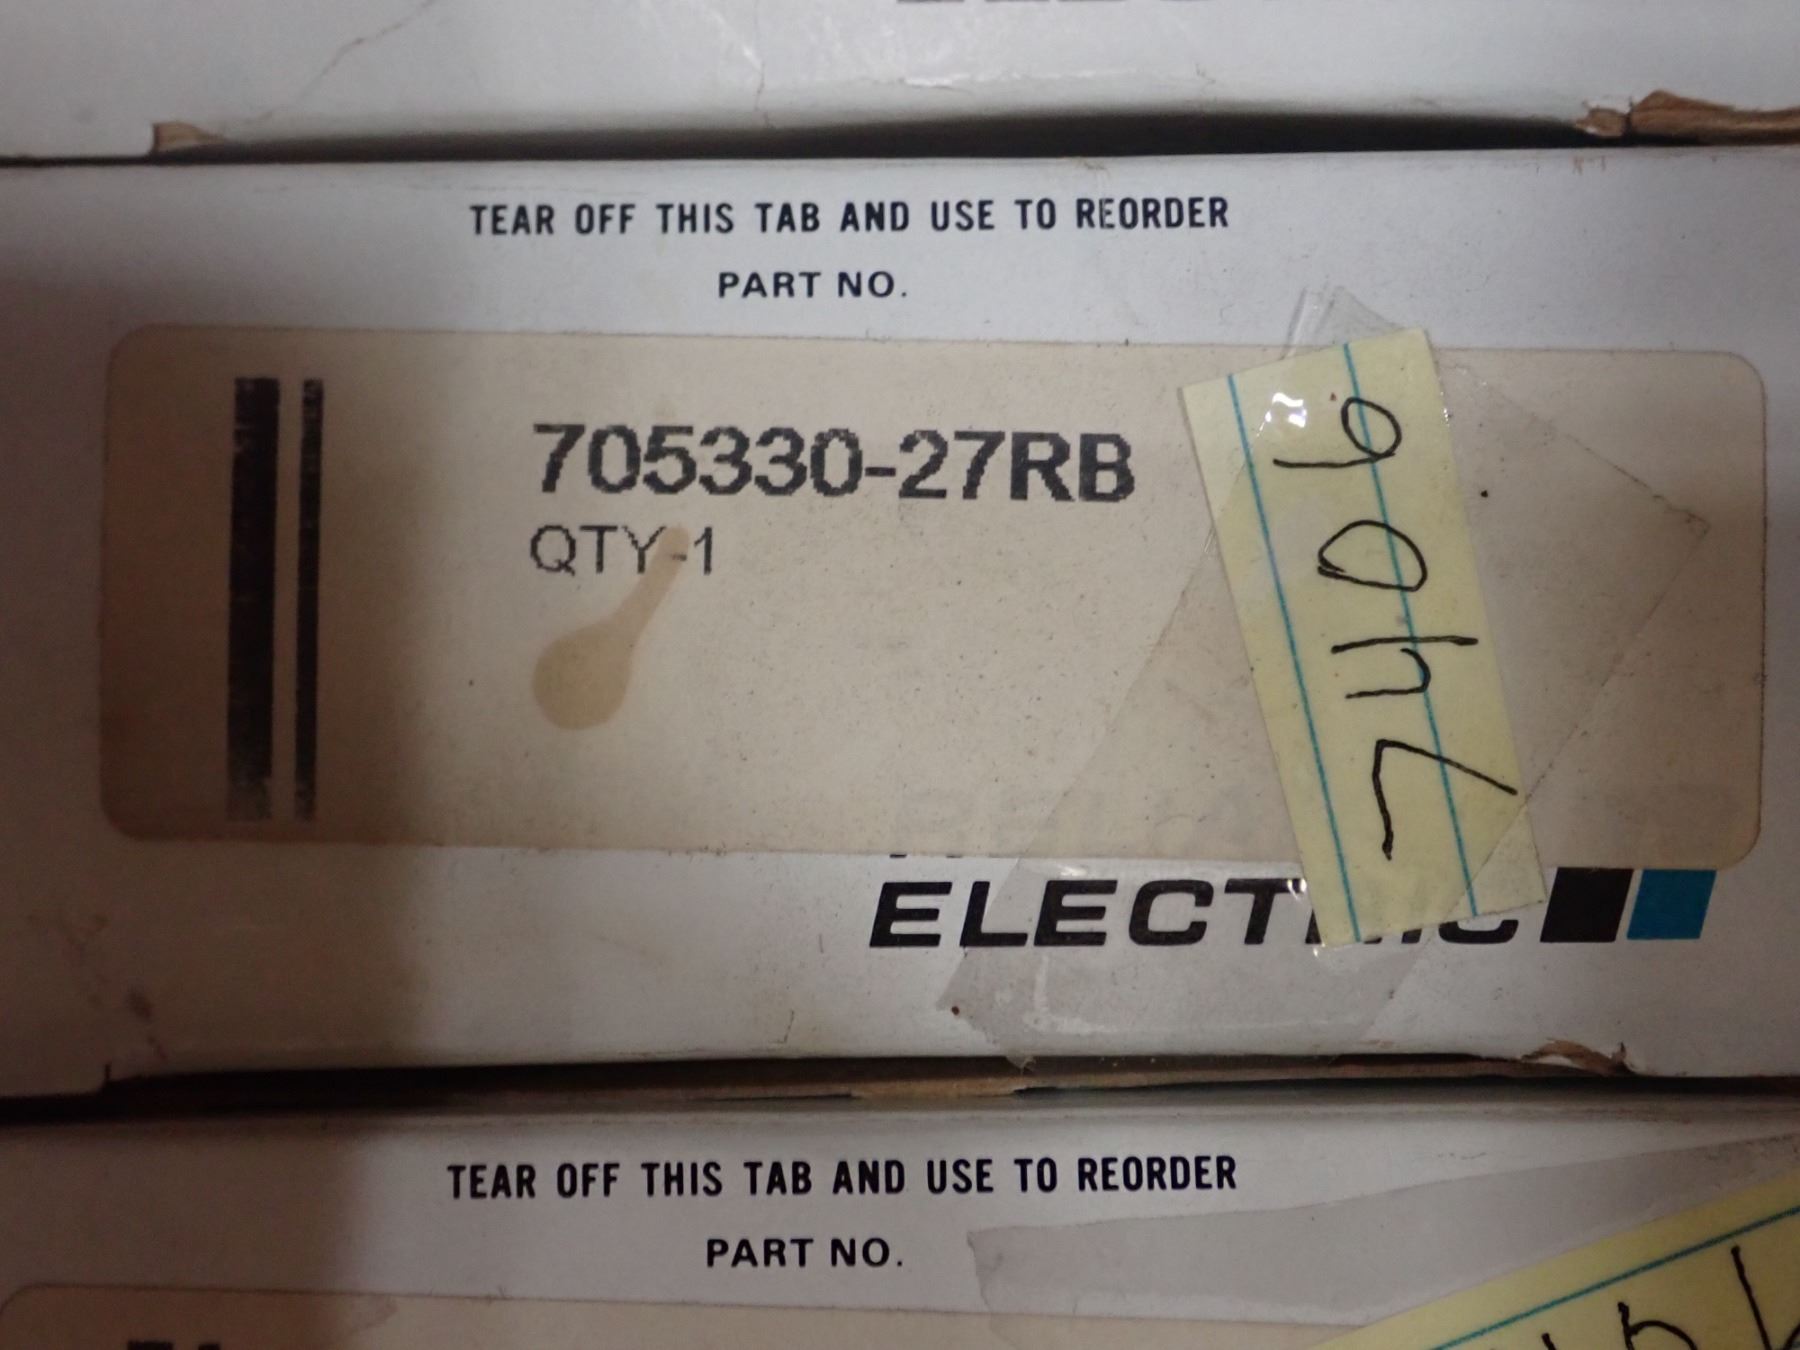 TEAR OFF THIS TAB AND USE TO REORDER
PART NO.
705330-27RB
QTY-1
7406
TEAR OFF THIS TAB AND USE TO REORDER
PART NO.